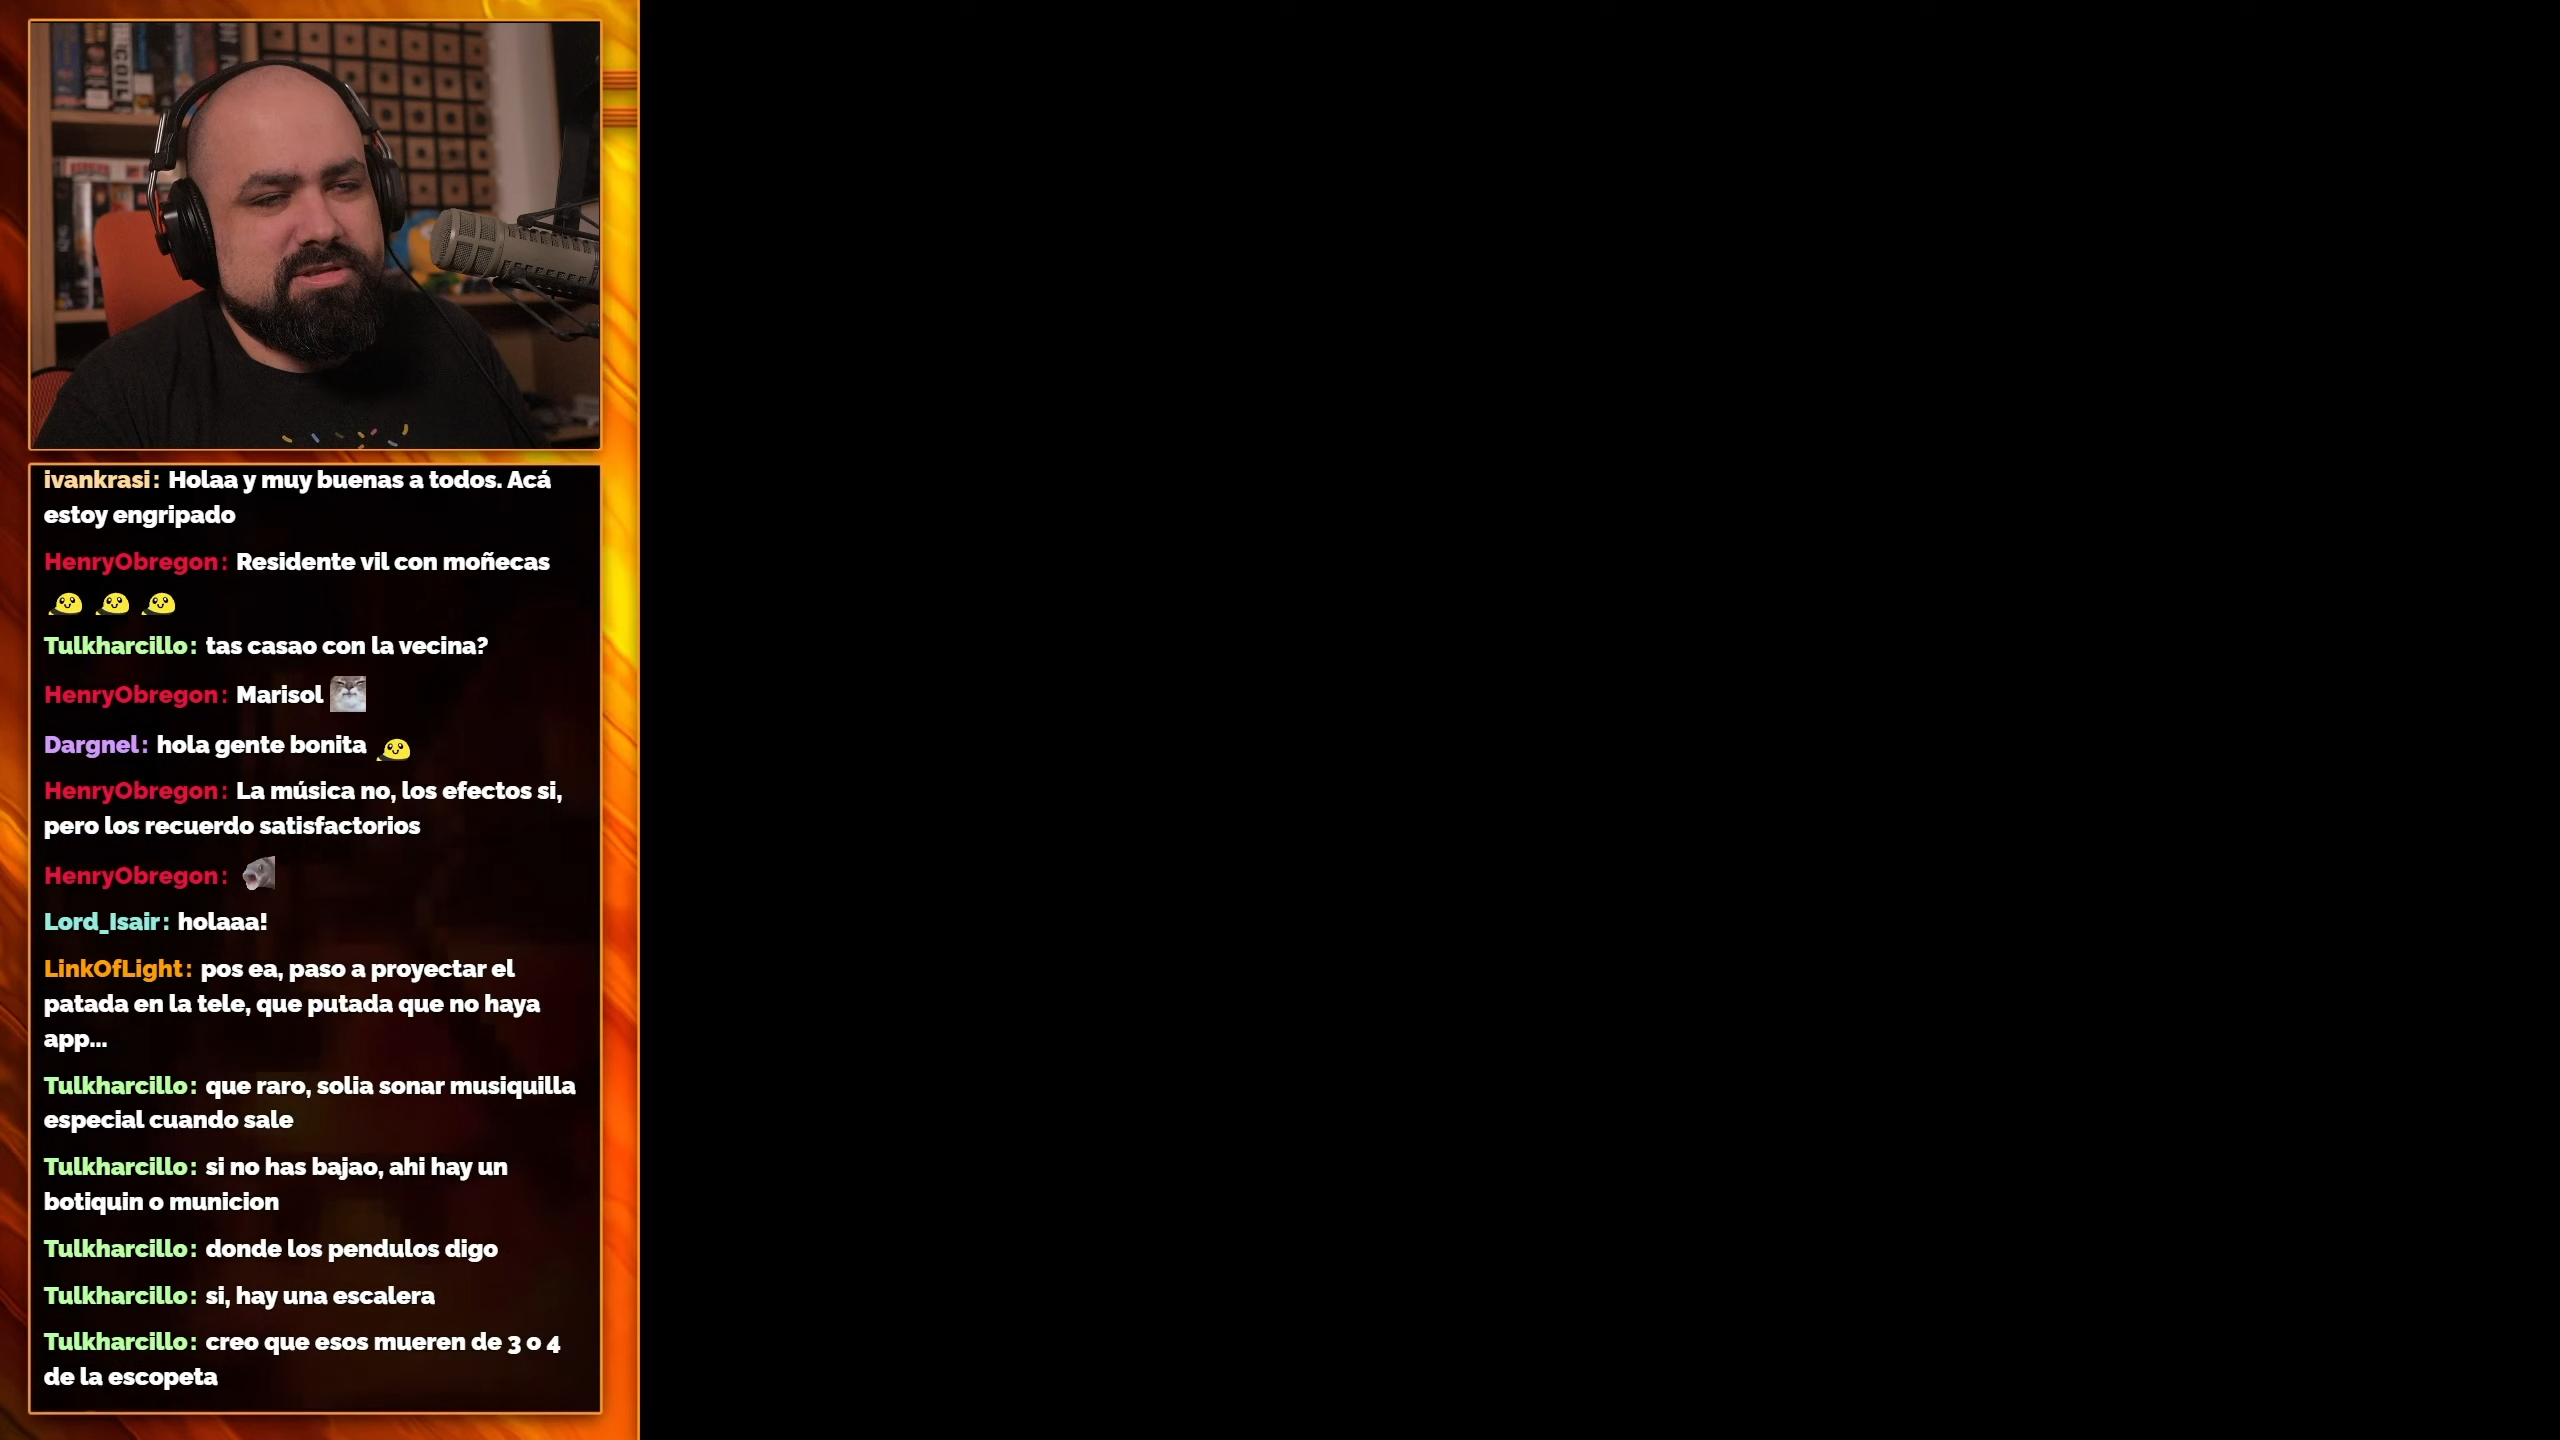 ivankrasi: Holaa y muy buenas a todos. Acá
estoy engripado
HenryObregon: Residente vil con moñecas
Tulkharcillo: tas casao con la vecina?
HenryObregon: Marisol
Dargnel: hola gente bonita
HenryObregon: La música no, los efectos si,
pero los recuerdo satisfactorios
HenryObregon:
Lord_Isair: holaaa!
LinkOfLight: pos ea, paso a proyectar el
patada en la tele, que putada que no haya
app...
Tulkharcillo: que raro, solia sonar musiquilla
especial cuando sale
Tulkharcillo: si no has bajao, ahi hay un
botiquin o municion
Tulkharcillo: donde los pendulos digo
Tulkharcillo: si, hay una escalera
Tulkharcillo: creo que esos mueren de 3 o 4
de la escopeta